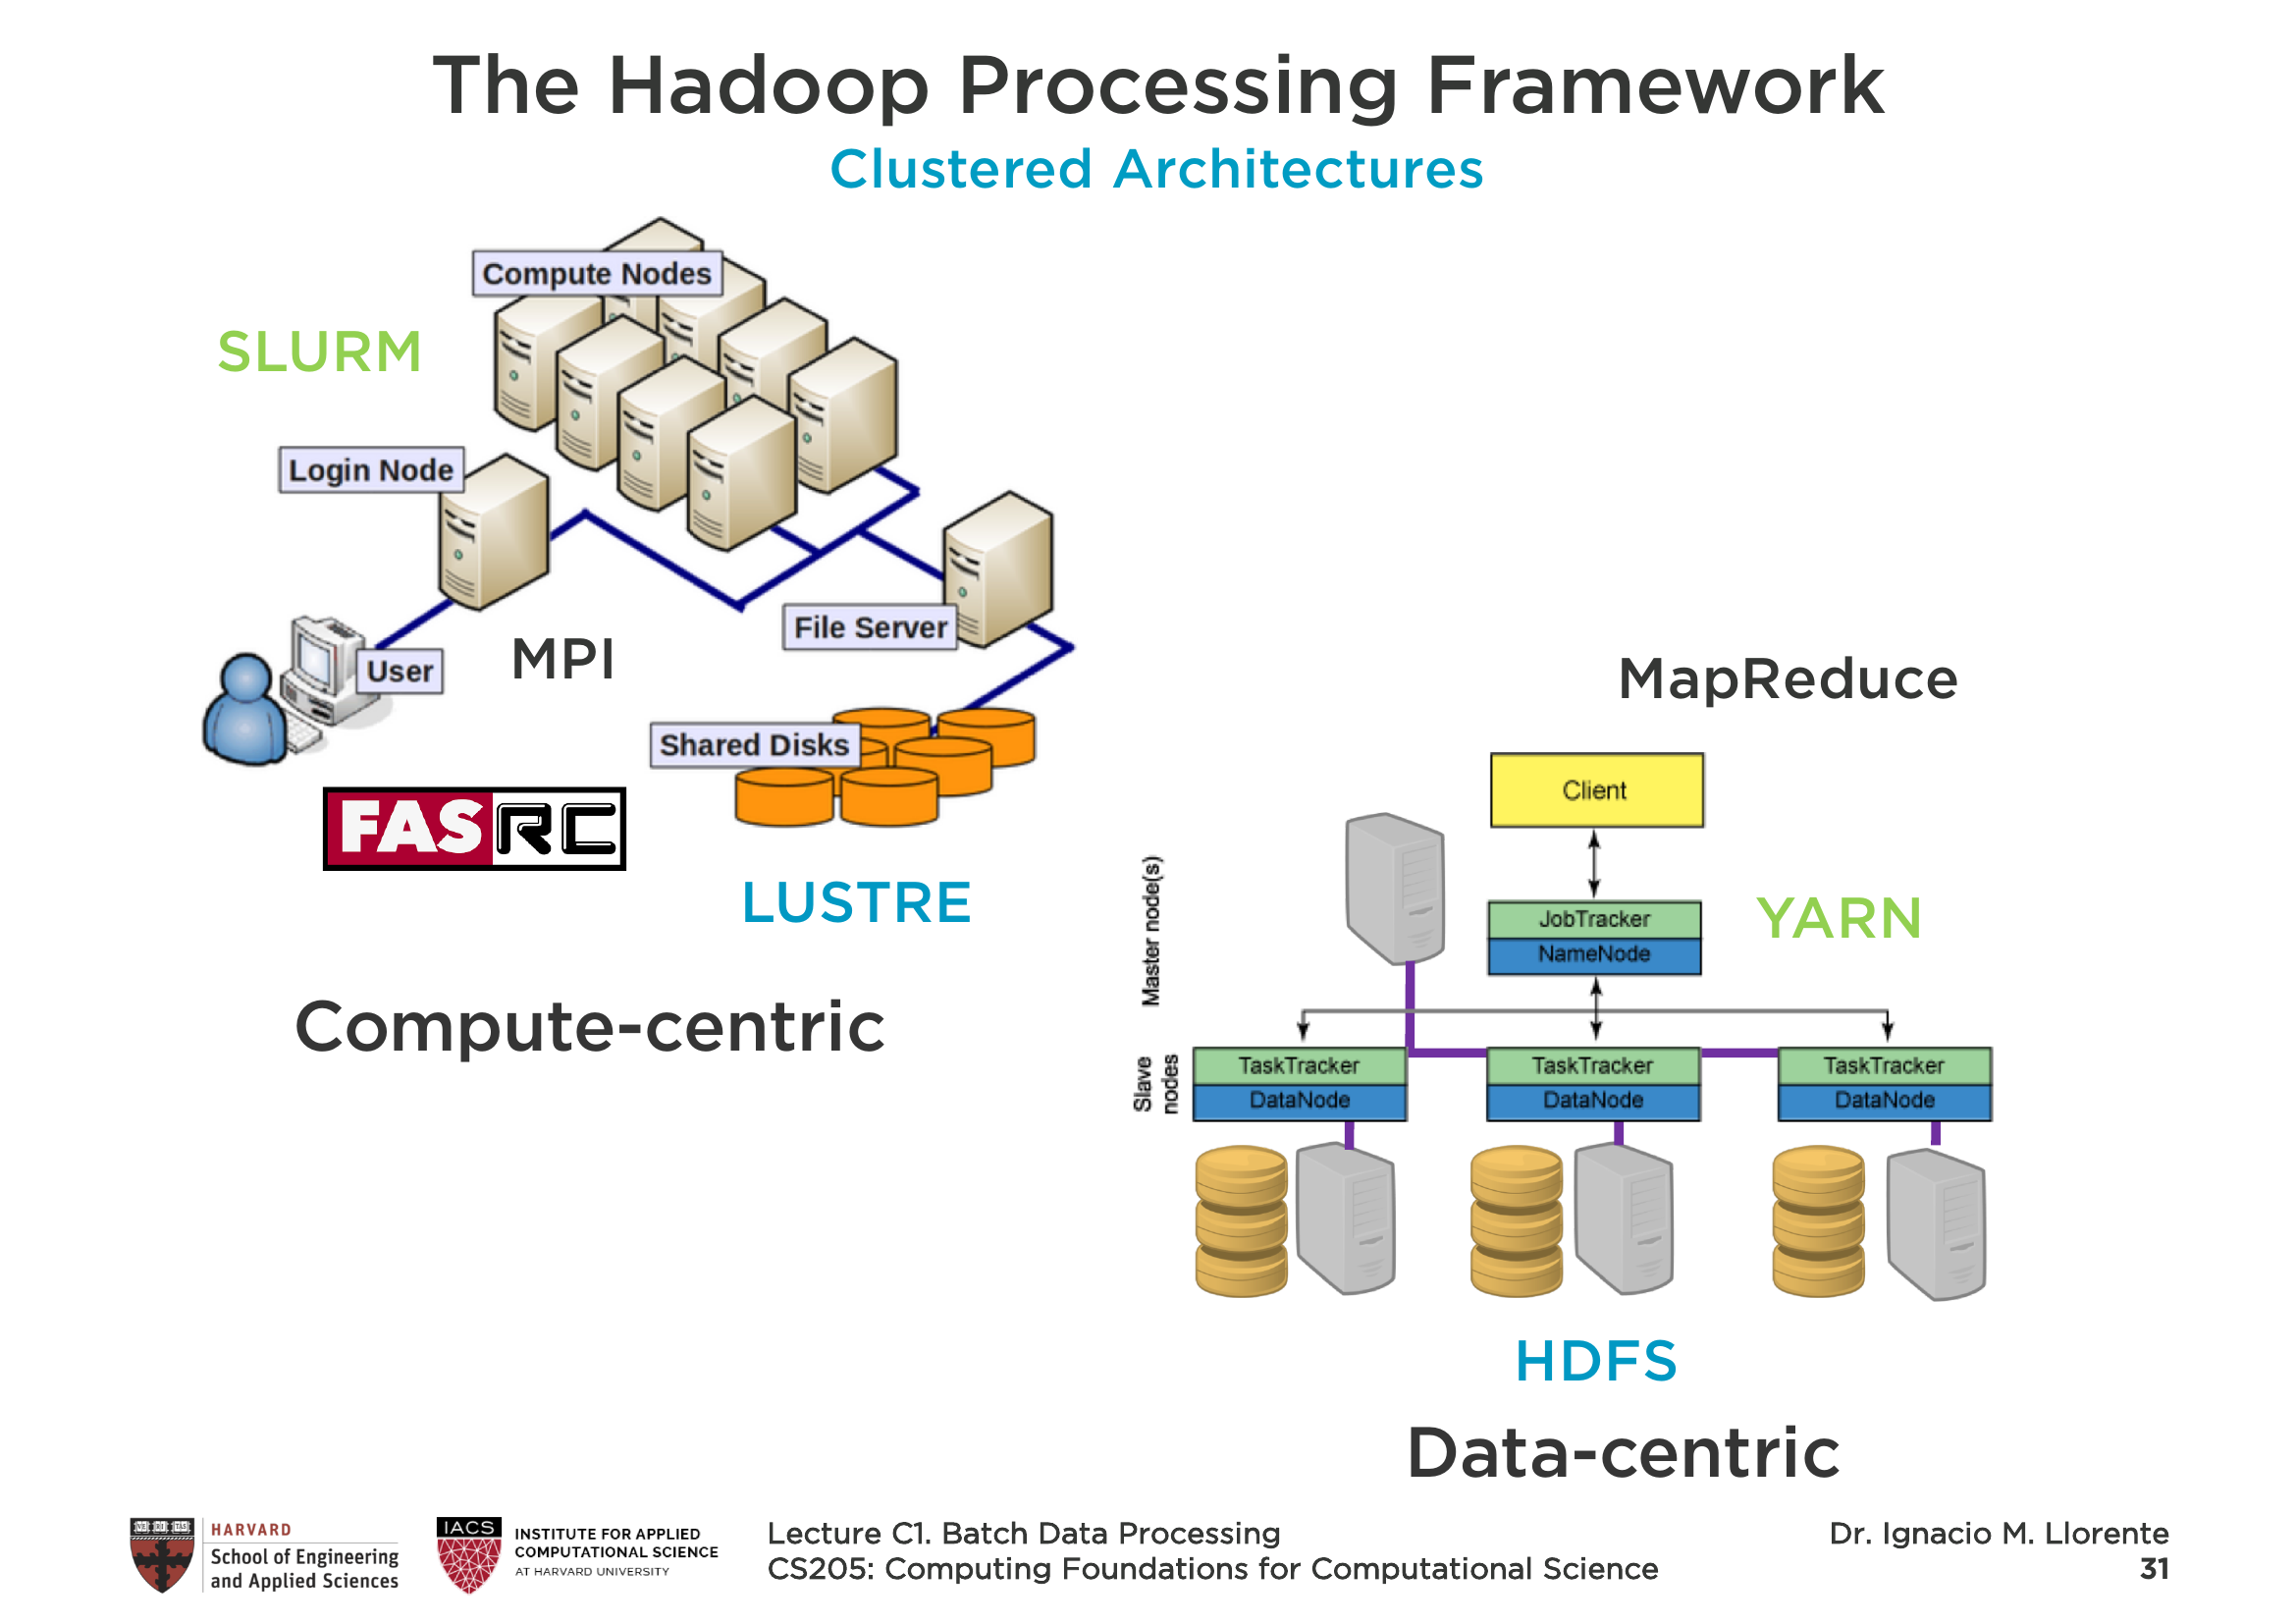 The Hadoop Processing Framework
Clustered Architectures
Compute Nodes
SLURM
Login Node
File Server
User
MPI
Shared Disks
FASRC
LUSTRE
Compute-centric
MapReduce
Client
Master node(s)
JobTracker
NameNode
YARN
Slave
nodes
TaskTracker
DataNode
TaskTracker
DataNode
TaskTracker
DataNode
HDFS
Data-centric
HARVARD
School of Engineering
and Applied Sciences
IACS
INSTITUTE FOR APPLIED
COMPUTATIONAL SCIENCE
AT HARVARD UNIVERSITY
Lecture C1. Batch Data Processing
CS205: Computing Foundations for Computational Science
Dr. Ignacio M. Llorente
31